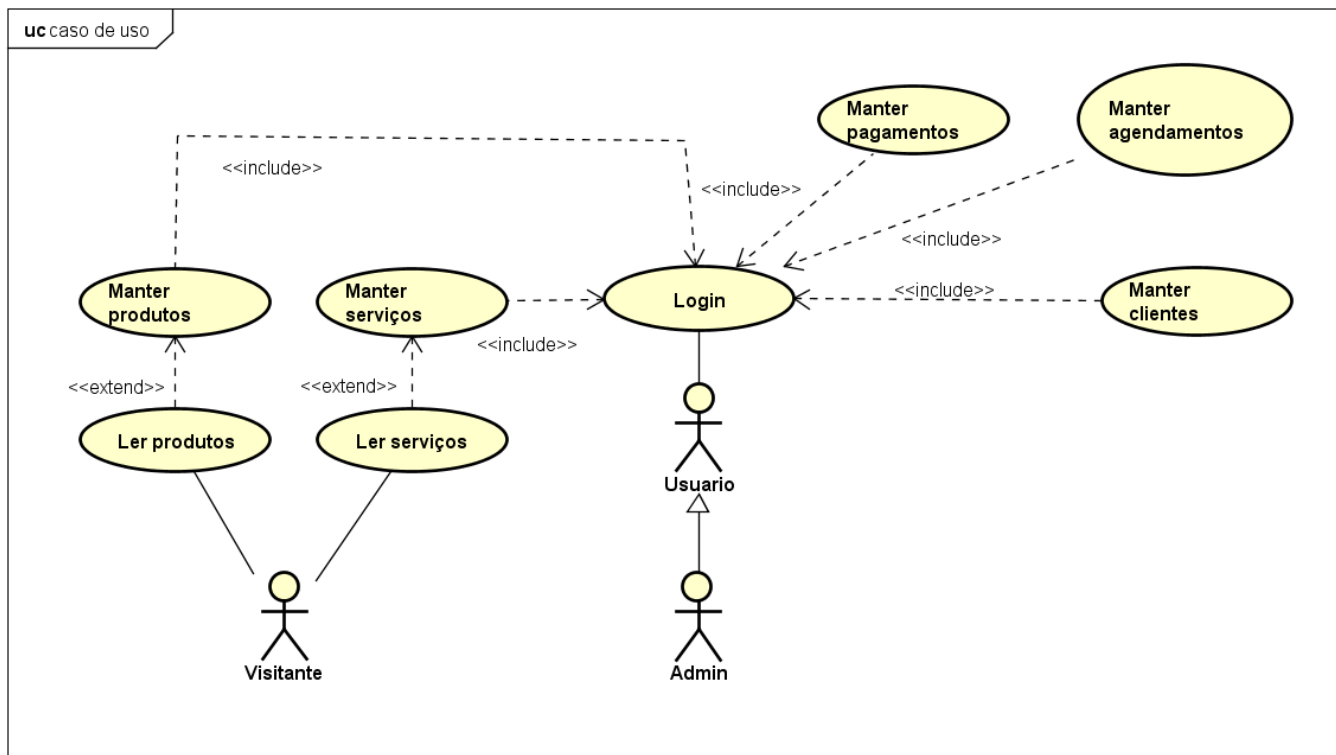 uc caso de uso
Manter
pagamentos
Manter
agendamentos
<<include>>
<<include>>
<<include>>
Manter
produtos
Manter
serviços
Login
<<include>>
Manter
clientes
<<include>>
<<extend>>
<<extend>>
Ler produtos
Ler serviços
Usuario
Visitante
Admin